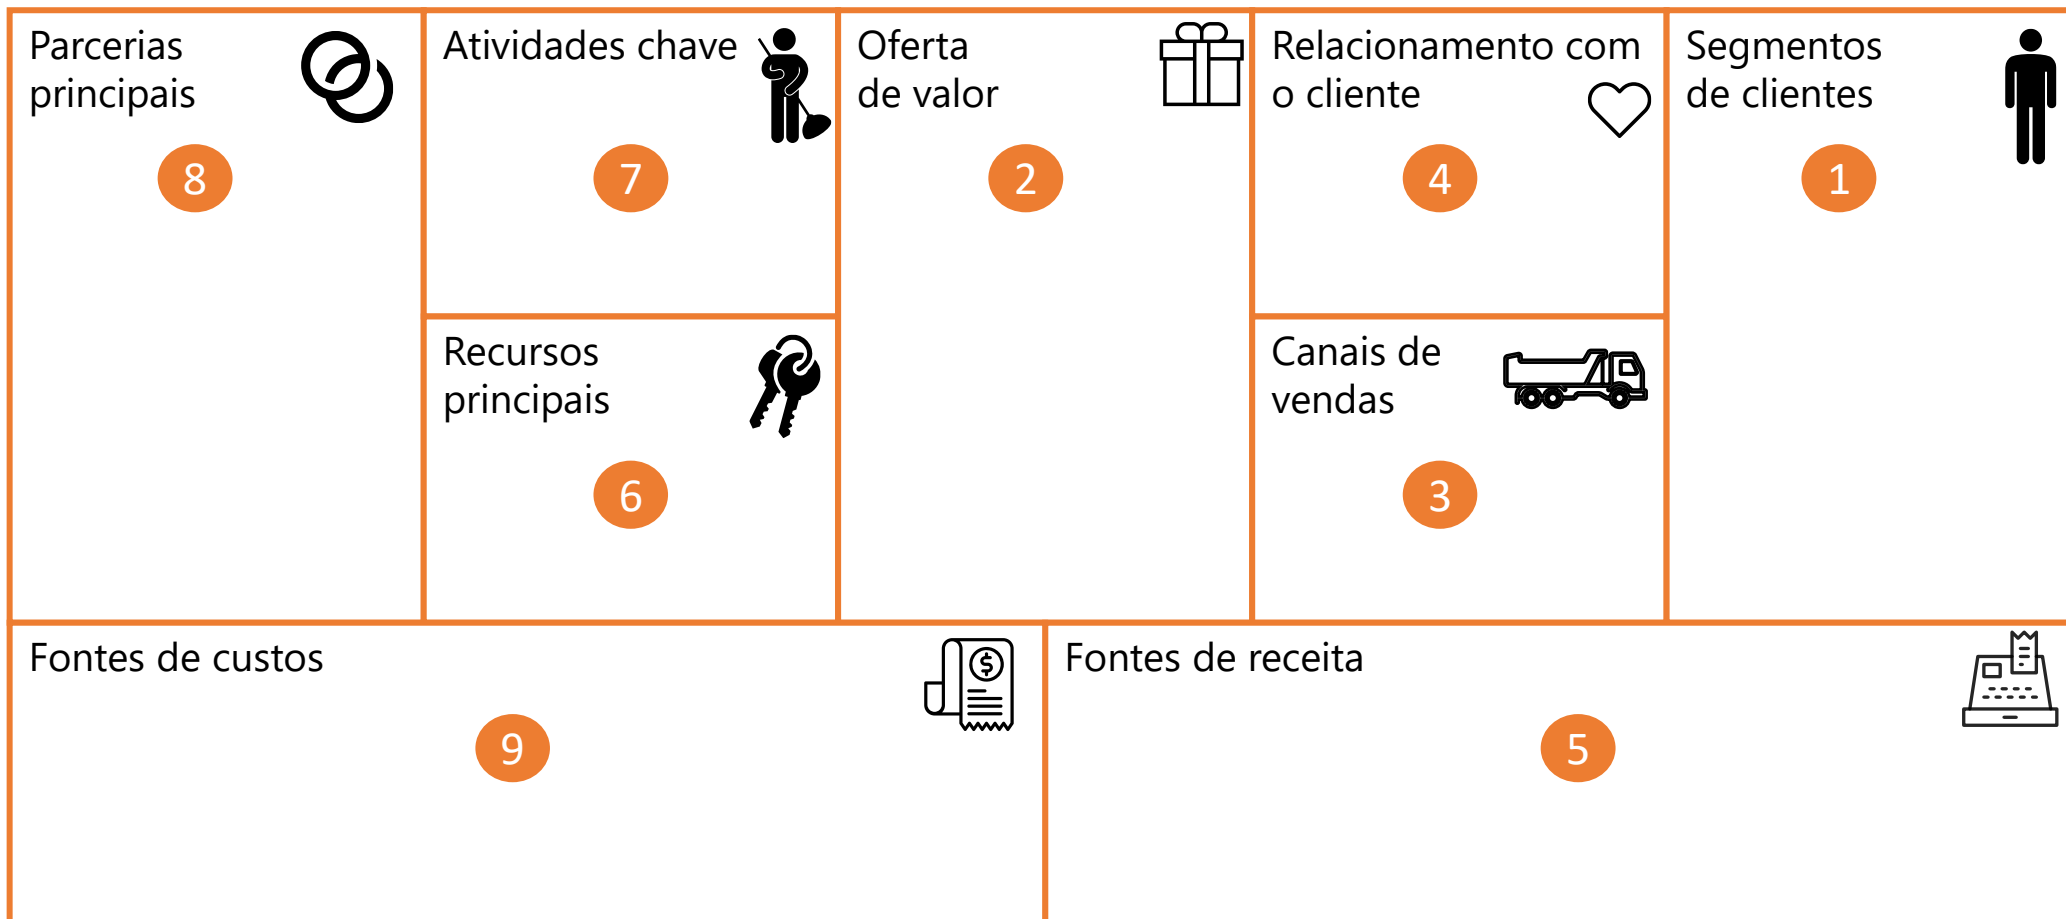 Parcerias
principais
8
Atividades chave
7
Recursos
principais
6
Oferta
de valor
2
Relacionamento com
o cliente
4
Canais de
vendas
3
Segmentos
de clientes
1
Fontes de custos
$
9
Fontes de receita
5